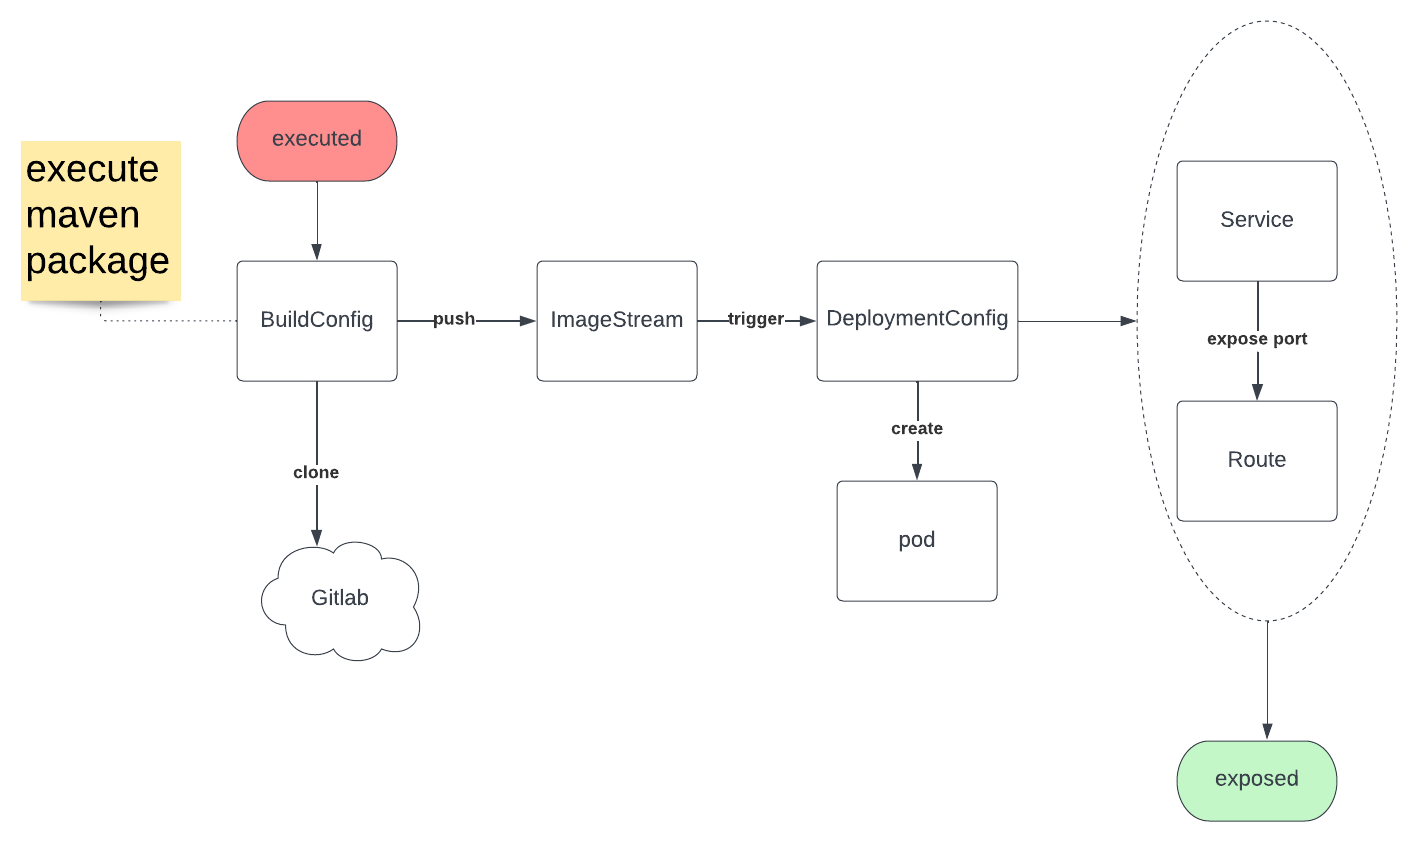 executed
execute
maven
package
BuildConfig
push
ImageStream
trigger
DeploymentConfig
Service
expose port
Route
create
pod
clone
Gitlab
exposed